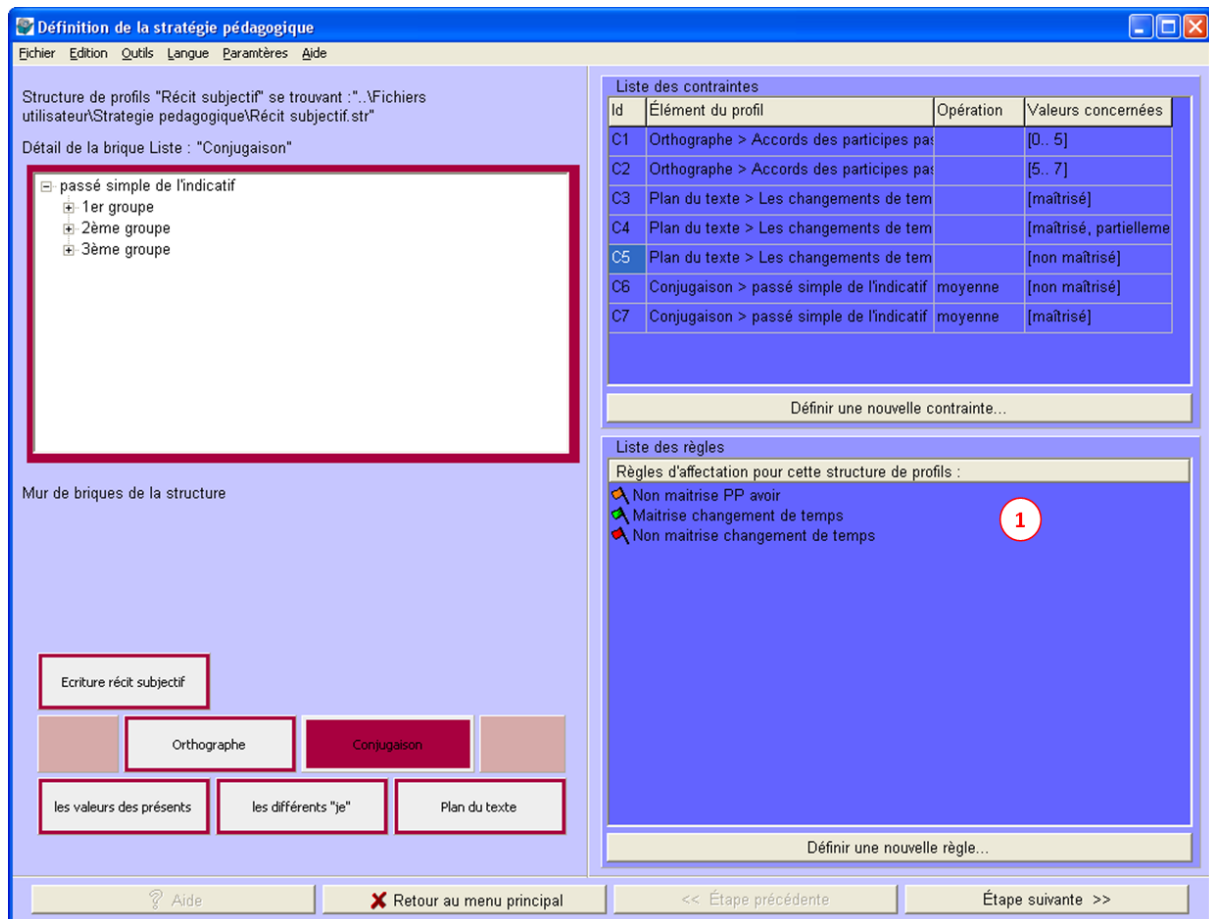 Définition de la stratégie pédagogique
Fichier Edition Outils Langue Paramtères Aide
Structure de profils "Récit subjectif" se trouvant :"..\Fichiers
utilisateur\Strategie pedagogique\Récit subjectif.str"
Détail de la brique Liste : "Conjugaison"
passé simple de l'indicatif
1er groupe
2ème groupe
3ème groupe
Mur de briques de la structure
Ecriture récit subjectif
Orthographe
Conjugaison
les valeurs des présents
les différents "je"
Plan du texte
Liste des contraintes
Id Élément du profil Opération Valeurs concernées
C1 Orthographe > Accords des participes pas [0.. 5]
C2 Orthographe > Accords des participes pas [5.. 7]
C3 Plan du texte > Les changements de tem [maîtrisé]
C4 Plan du texte > Les changements de tem [maîtrisé, partielleme
C5 Plan du texte > Les changements de tem [non maîtrisé]
C6 Conjugaison > passé simple de l'indicatif moyenne [non maîtrisé]
C7 Conjugaison > passé simple de l'indicatif moyenne [maîtrisé]
Définir une nouvelle contrainte...
Liste des règles
Règles d'affectation pour cette structure de profils :
Non maitrise PP avoir
Maitrise changement de temps
Non maitrise changement de temps
1
Définir une nouvelle règle...
? Aide
Retour au menu principal
<< Étape précédente
Étape suivante >>